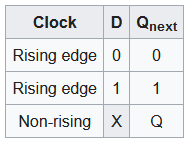 Clock D Qnext
Rising edge 0 0
Rising edge 1 1
Non-rising X Q